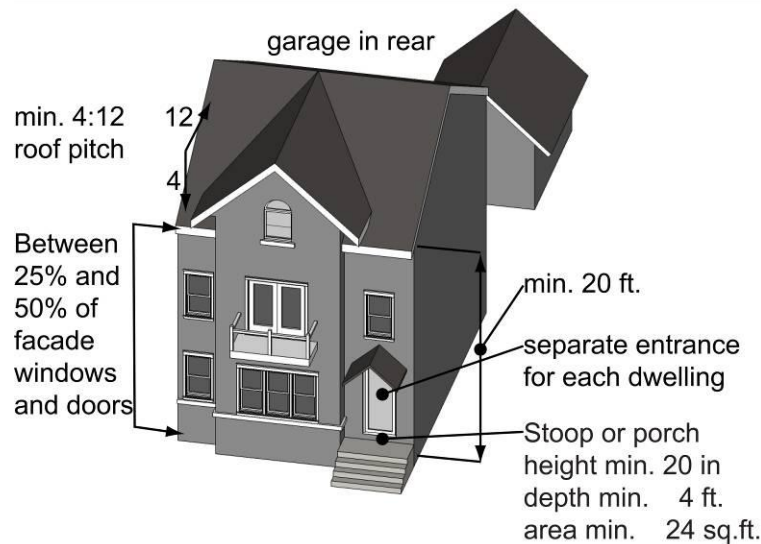 garage in rear
min. 4:12
roof pitch
12
4
Between
25% and
50% of
facade
windows
and doors
min. 20 ft.
separate entrance
for each dwelling
Stoop or porch
height min. 20 in
depth min. 4 ft.
area min. 24 sq.ft.